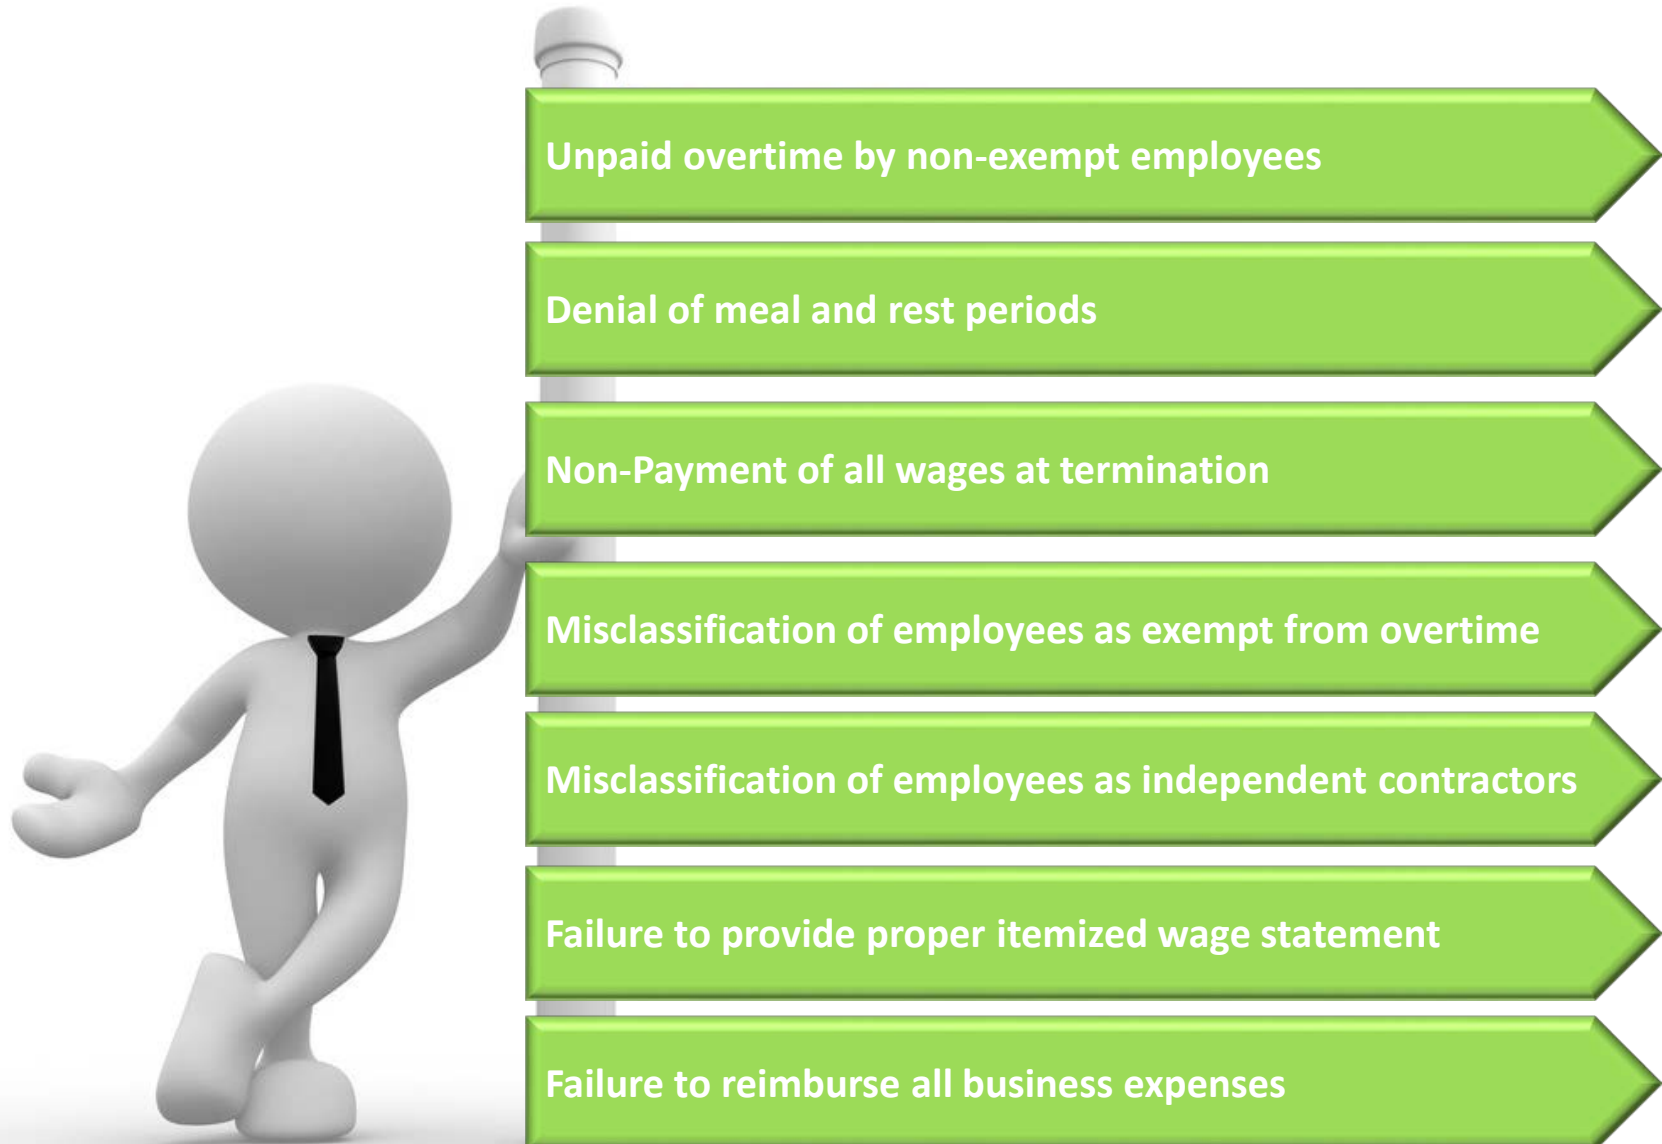 Unpaid overtime by non-exempt employees
Denial of meal and rest periods
Non-Payment of all wages at termination
Misclassification of employees as exempt from overtime
Misclassification of employees as independent contractors
Failure to provide proper itemized wage statement
Failure to reimburse all business expenses